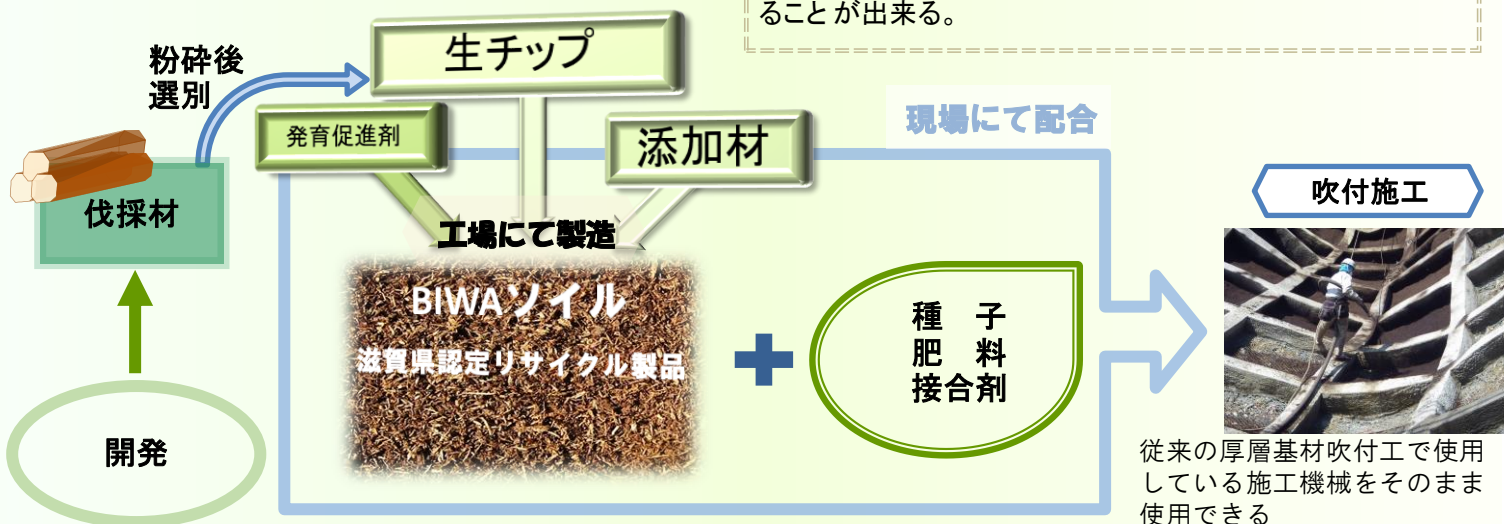 ることが出来る。
粉砕後
選別
生チップ
発育促進剤
添加材
現場にて配合
伐採材
工場にて製造
吹付施工
BIWAソイル
滋賀県認定リサイクル製品
種　子
肥　料
接合剤
開発
従来の厚層基材吹付工で使用
している施工機械をそのまま
使用できる